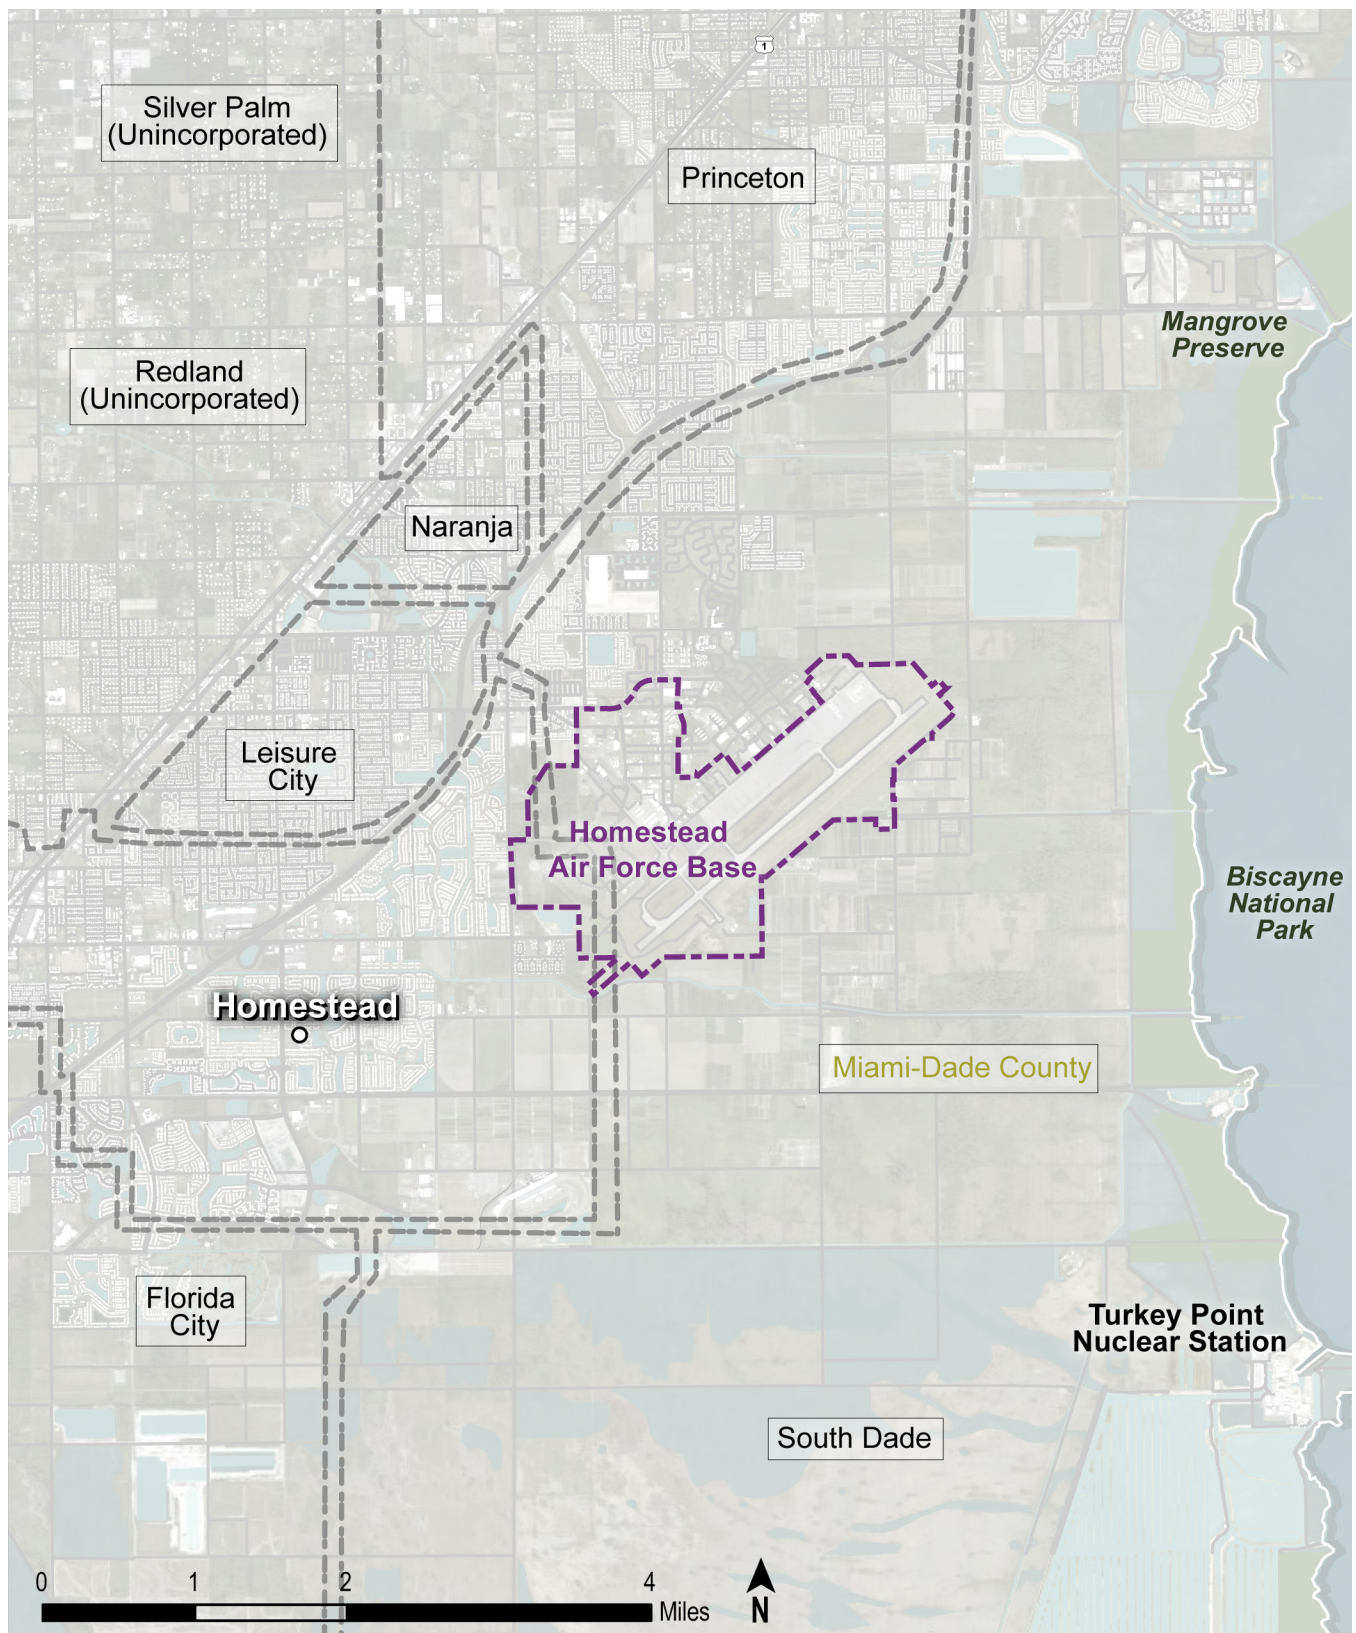 1
Silver Palm
(Unincorporated)
Princeton
Mangrove
Preserve
Redland
(Unincorporated)
Naranja
Leisure
City
Homestead
Air Force Base
Biscayne
National
Park
Homestead
Miami-Dade County
Florida
City
Turkey Point
Nuclear Station
South Dade
0 1 2 4
Miles
N